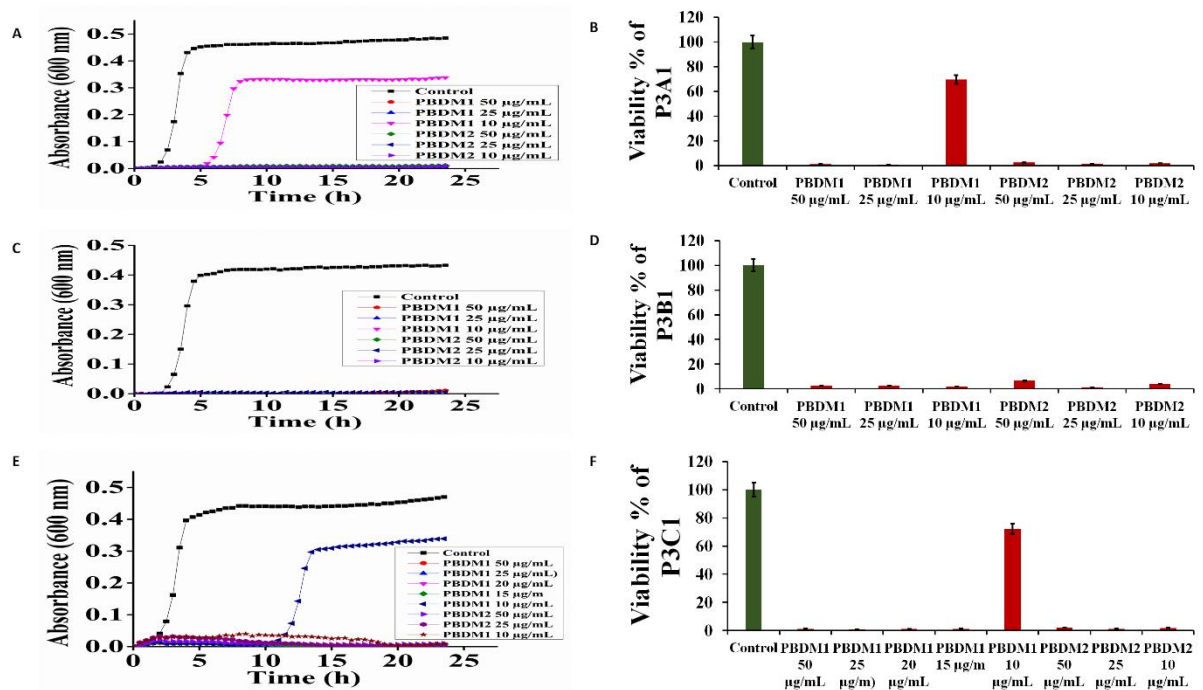 A
Absorbance (600 nm)
0.5
0.4
0.3
0.2
0.1
0.0
0 5 10 15 20 25
Time (h)
Control
PBDM1 50 µg/mL
PBDM1 25 µg/mL
PBDM1 10 µg/mL
PBDM2 50 µg/mL
PBDM2 25 µg/mL
PBDM2 10 µg/mL
B
Viability % of
P3A1
120
100
80
60
40
20
0
Control PBDM1 PBDM1 PBDM1 PBDM2 PBDM2 PBDM2
50 µg/mL 25 µg/mL 10 µg/mL 50 µg/mL 25 µg/mL 10 µg/mL
C
Absorbance (600 nm)
0.5
0.4
0.3
0.2
0.1
0.0
0 5 10 15 20 25
Time (h)
Control
PBDM1 50 µg/mL
PBDM1 25 µg/mL
PBDM1 10 µg/mL
PBDM2 50 µg/mL
PBDM2 25 µg/mL
PBDM2 10 µg/mL
D
Viability % of
P3B1
120
100
80
60
40
20
0
Control PBDM1 PBDM1 PBDM1 PBDM2 PBDM2 PBDM2
50 µg/mL 25 µg/mL 10 µg/mL 50 µg/mL 25 µg/mL 10 µg/mL
E
Absorbance (600 nm)
0.5
0.4
0.3
0.2
0.1
0.0
0 5 10 15 20 25
Time (h)
Control
PBDM1 50 µg/mL
PBDM1 25 µg/mL)
PBDM1 20 µg/mL
PBDM1 15 µg/m
PBDM1 10 µg/mL
PBDM2 50 µg/mL
PBDM2 25 µg/mL
PBDM1 10 µg/mL
F
Viability % of
P3C1
120
100
80
60
40
20
0
Control PBDM1 PBDM1 PBDM1 PBDM1 PBDM1 PBDM2 PBDM2 PBDM2
50 25 20 15 µg/m 10 50 25 10
µg/mL µg/m) µg/mL µg/mL µg/mL µg/mL µg/mL